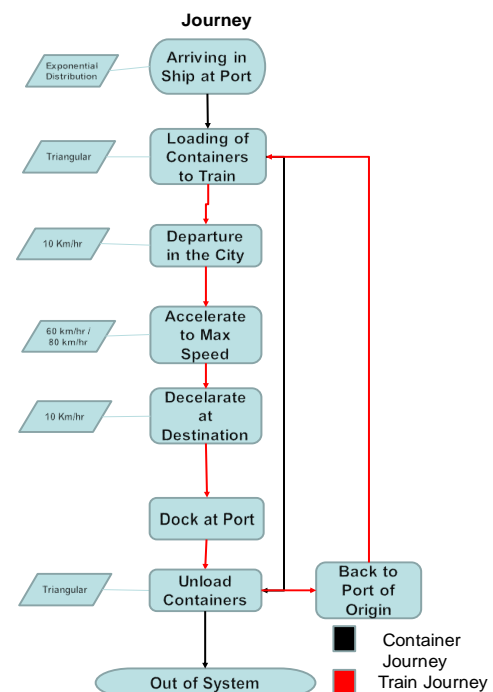 Journey
Exponential
Distribution
Arriving in
Ship at Port
Triangular
Loading of
Containers
to Train
10 Km/hr
Departure
in the City
60 km/hr /
80 km/hr
Accelerate
to Max
Speed
10 Km/hr
Decelarate
at
Destination
Dock at Port
Triangular
Unload
Containers
Back to
Port of
Origin
Out of System
Container
Journey
Train Journey